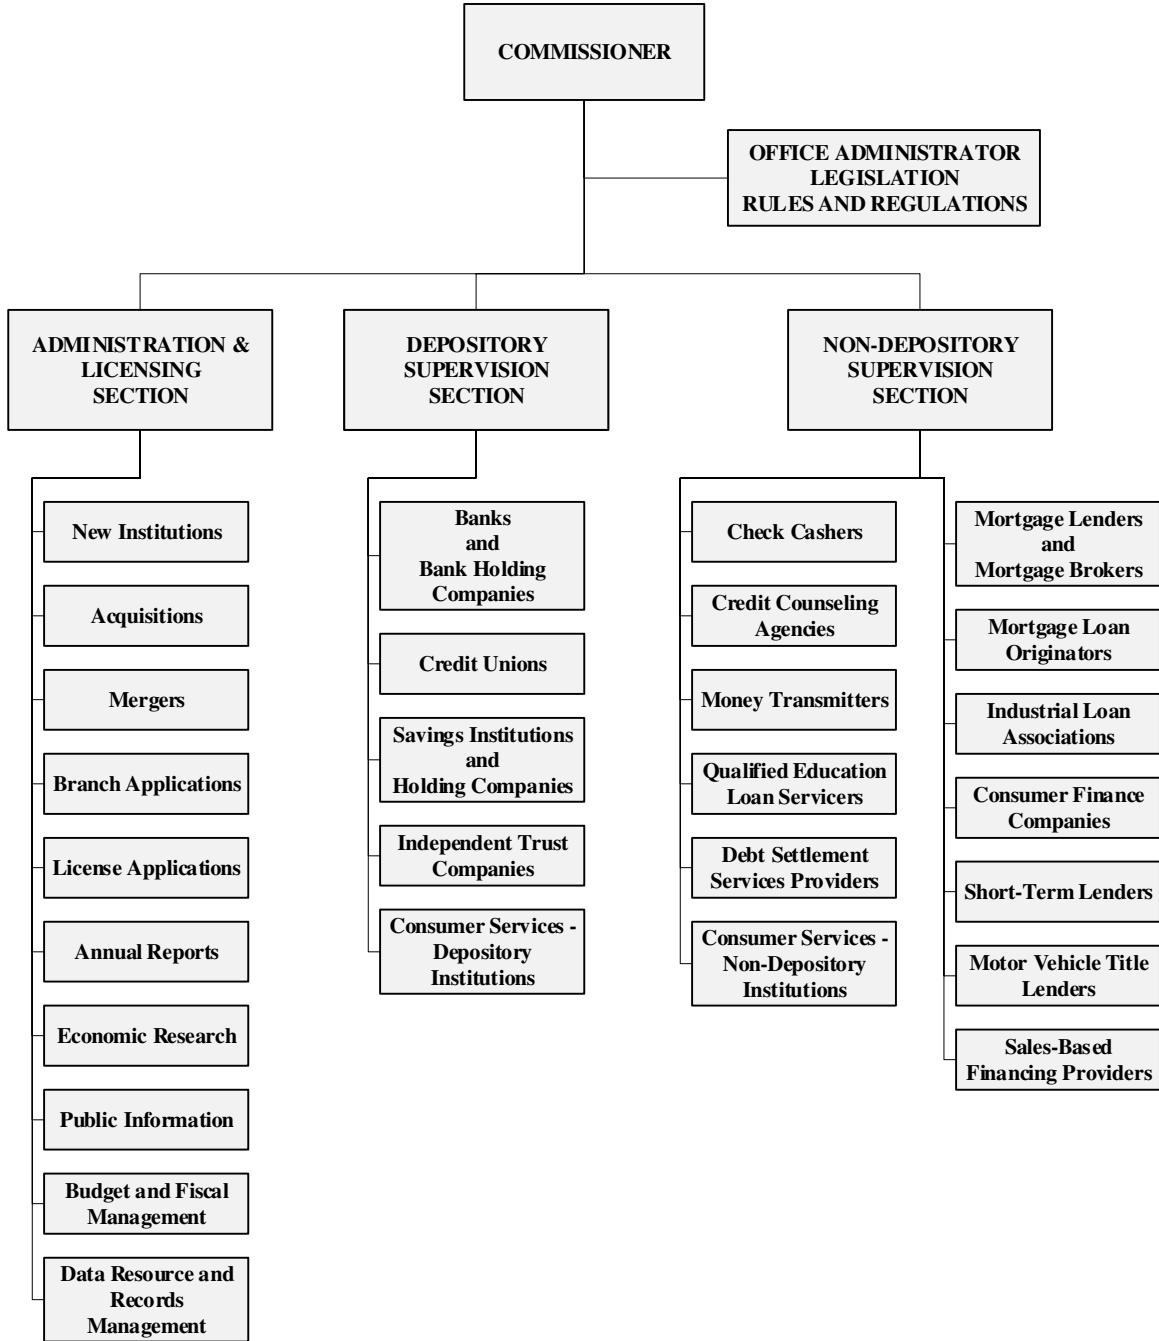 COMMISSIONER
OFFICE ADMINISTRATOR
LEGISLATION
RULES AND REGULATIONS
ADMINISTRATION &
LICENSING
SECTION
New Institutions
Acquisitions
Mergers
Branch Applications
License Applications
Annual Reports
Economic Research
Public Information
Budget and Fiscal
Management
Data Resource and
Records
Management
DEPOSITORY
SUPERVISION
SECTION
Banks
and
Bank Holding
Companies
Credit Unions
Savings Institutions
and
Holding Companies
Independent Trust
Companies
Consumer Services -
Depository
Institutions
NON-DEPOSITORY
SUPERVISION
SECTION
Check Cashers
Credit Counseling
Agencies
Money Transmitters
Qualified Education
Loan Servicers
Debt Settlement
Services Providers
Consumer Services -
Non-Depository
Institutions
Mortgage Lenders
and
Mortgage Brokers
Mortgage Loan
Originators
Industrial Loan
Associations
Consumer Finance
Companies
Short-Term Lenders
Motor Vehicle Title
Lenders
Sales-Based
Financing Providers